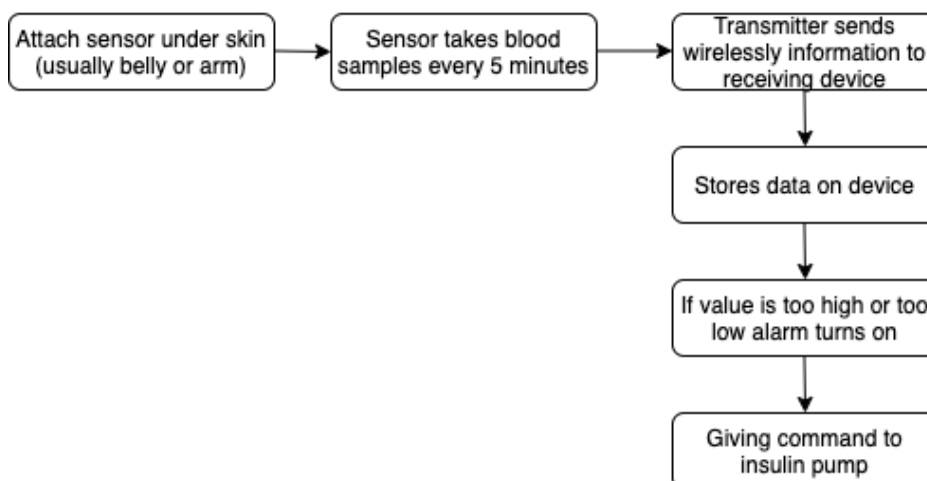 Attach sensor under skin
(usually belly or arm)
Sensor takes blood
samples every 5 minutes
Transmitter sends
wirelessly information to
receiving device
Stores data on device
If value is too high or too
low alarm turns on
Giving command to
insulin pump